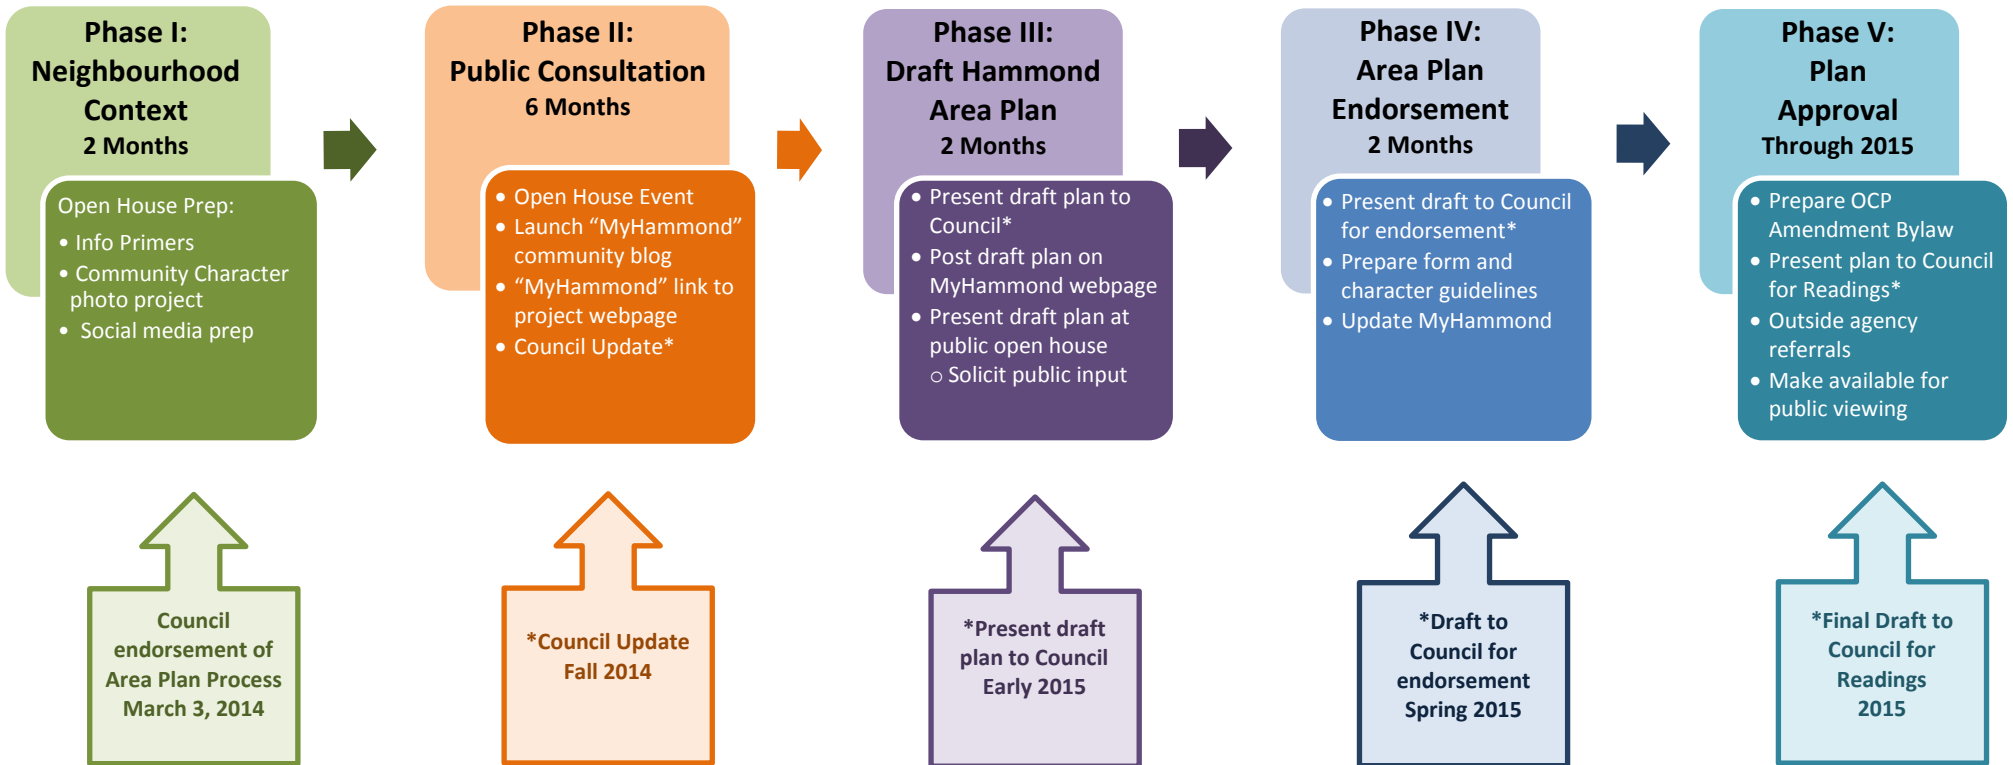 Phase I:
Neighbourhood
Context
2 Months
Open House Prep:
• Info Primers
• Community Character
photo project
• Social media prep
Phase II:
Public Consultation
6 Months
• Open House Event
• Launch “MyHammond”
community blog
• “MyHammond” link to
project webpage
• Council Update*
Phase III:
Draft Hammond
Area Plan
2 Months
• Present draft plan to
Council*
• Post draft plan on
MyHammond webpage
• Present draft plan at
public open house
o Solicit public input
Phase IV:
Area Plan
Endorsement
2 Months
• Present draft to Council
for endorsement*
• Prepare form and
character guidelines
• Update MyHammond
Phase V:
Plan
Approval
Through 2015
• Prepare OCP
Amendment Bylaw
• Present plan to Council
for Readings*
• Outside agency
referrals
• Make available for
public viewing
Council
endorsement of
Area Plan Process
March 3, 2014
*Council Update
Fall 2014
*Present draft
plan to Council
Early 2015
*Draft to
Council for
endorsement
Spring 2015
*Final Draft to
Council for
Readings
2015